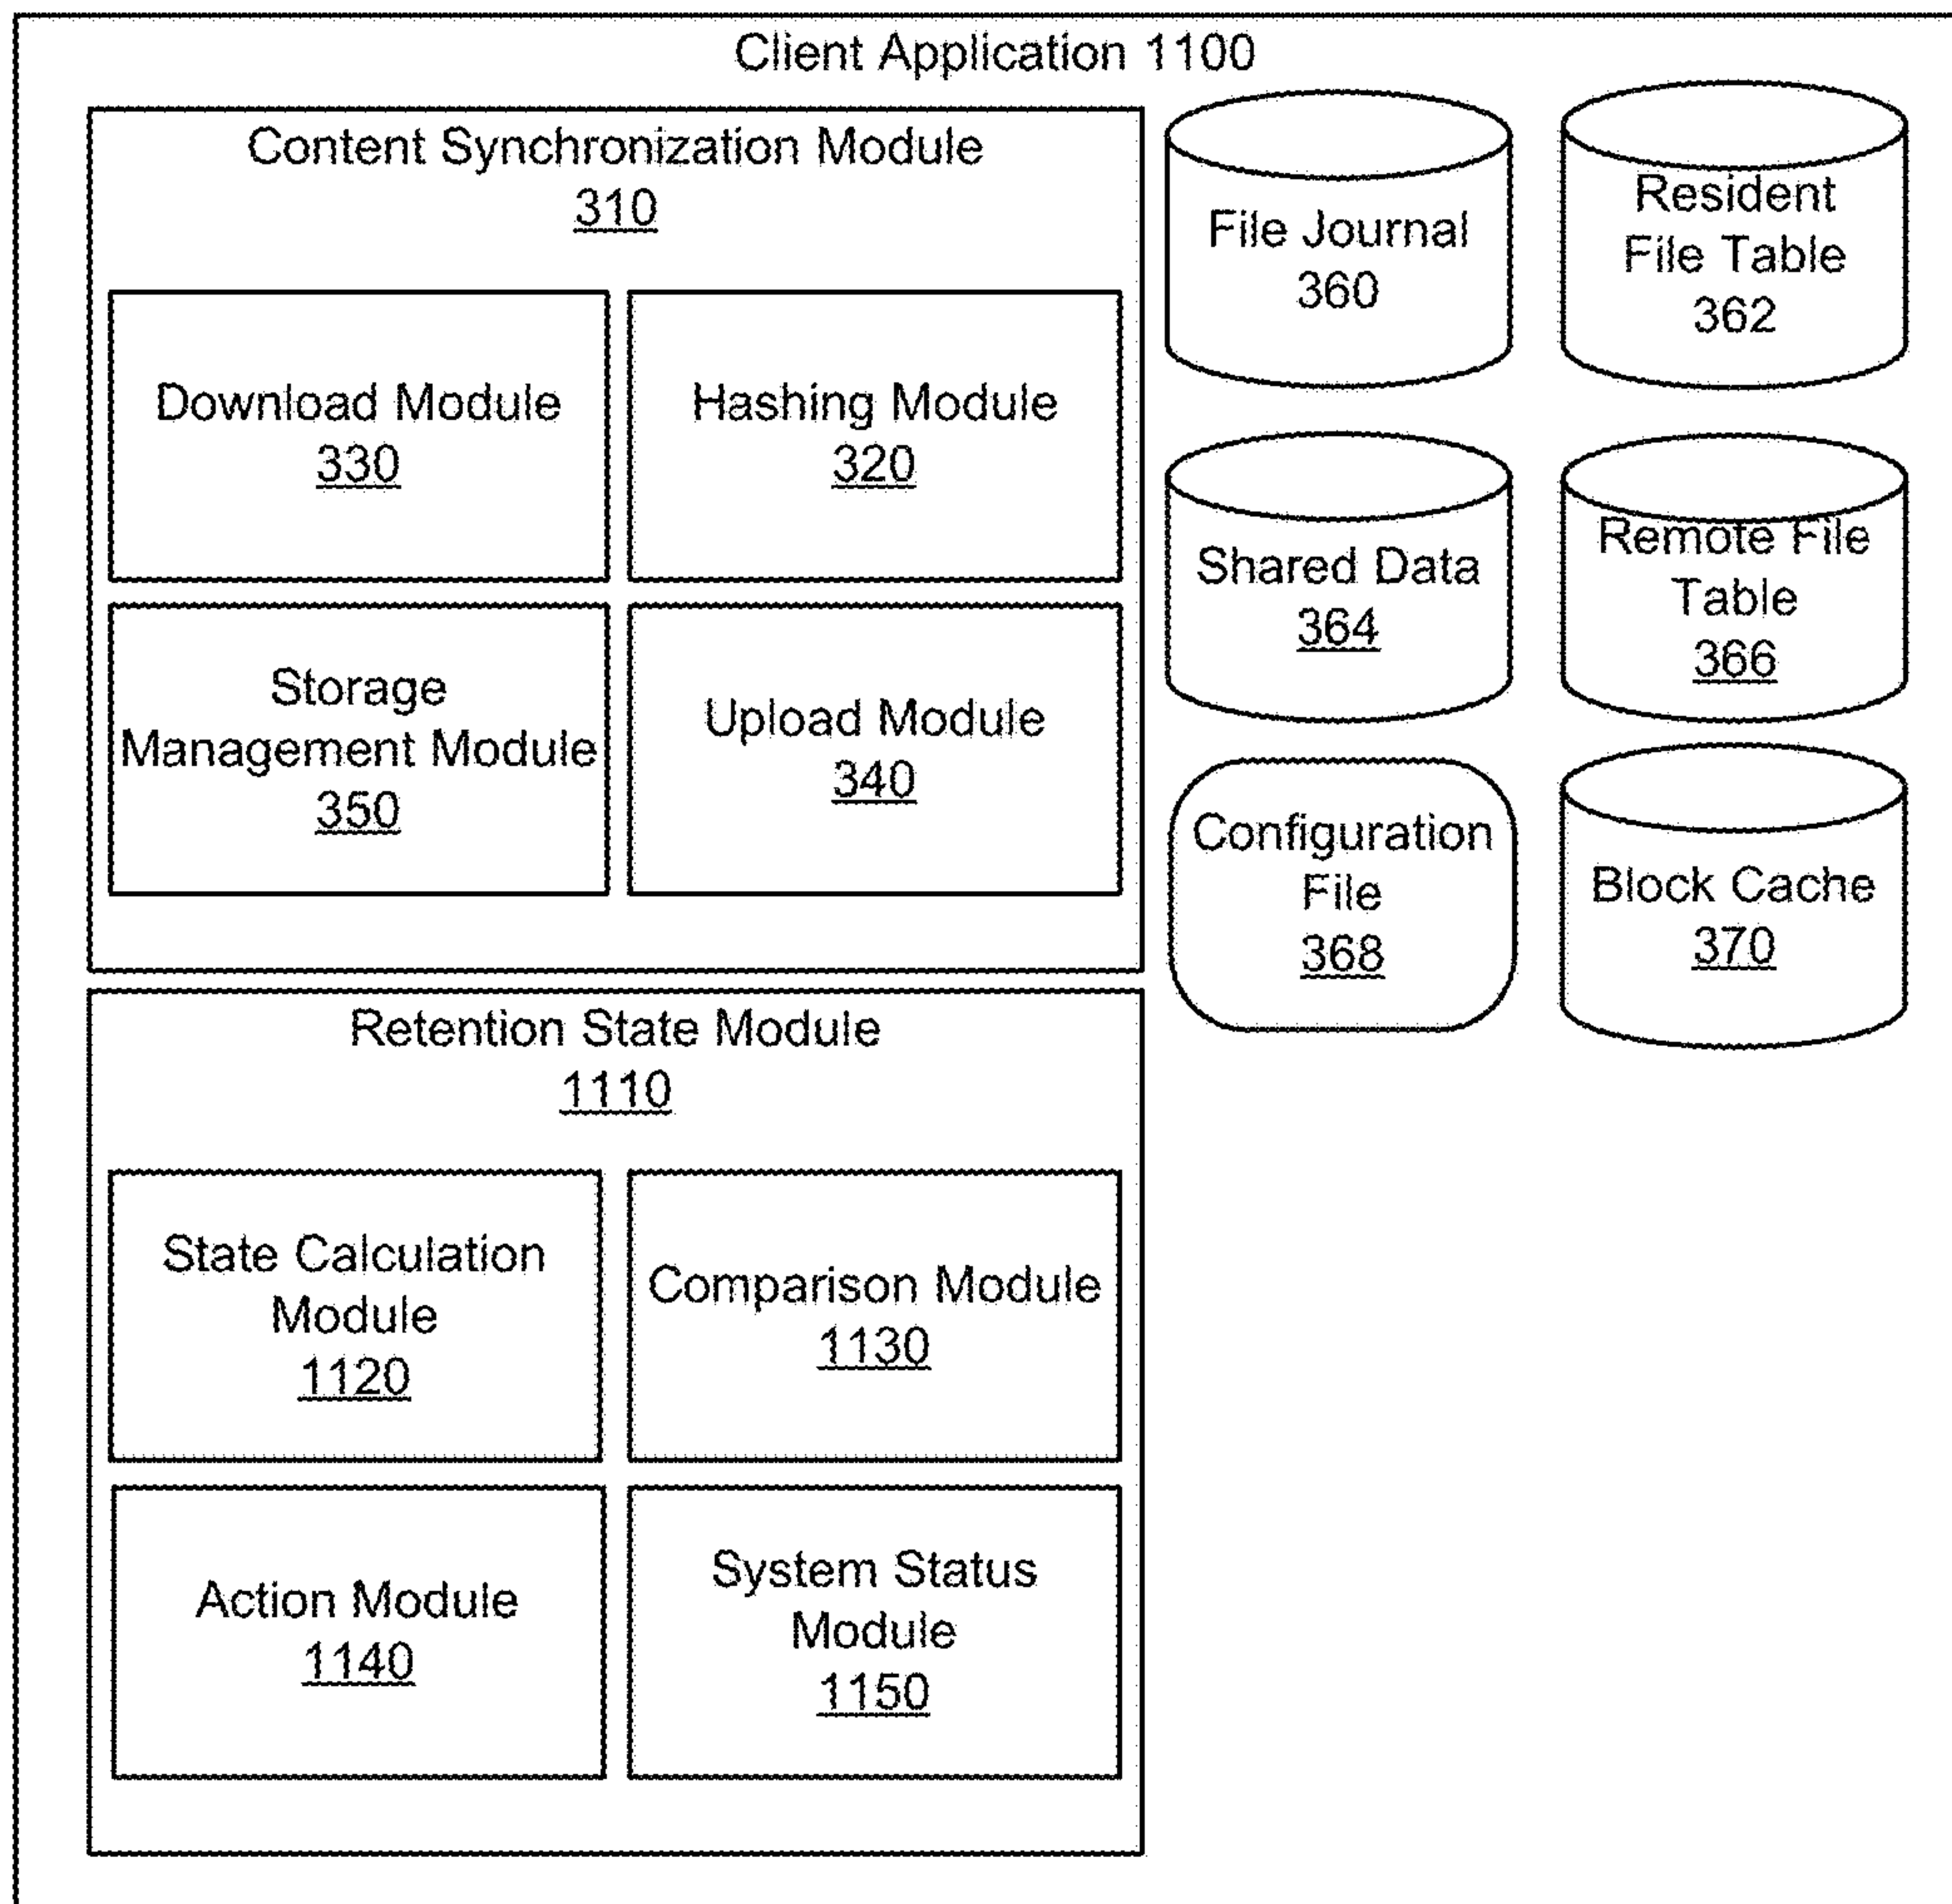 Client Application 1100
Content Synchronization Module
310
Download Module
330
Hashing Module
320
Storage
Management Module
350
Upload Module
340
File Journal
360
Resident
File Table
362
Shared Data
364
Remote File
Table
366
Configuration
File
368
Block Cache
370
Retention State Module
1110
State Calculation
Module
1120
Comparison Module
1130
Action Module
1140
System Status
Module
1150